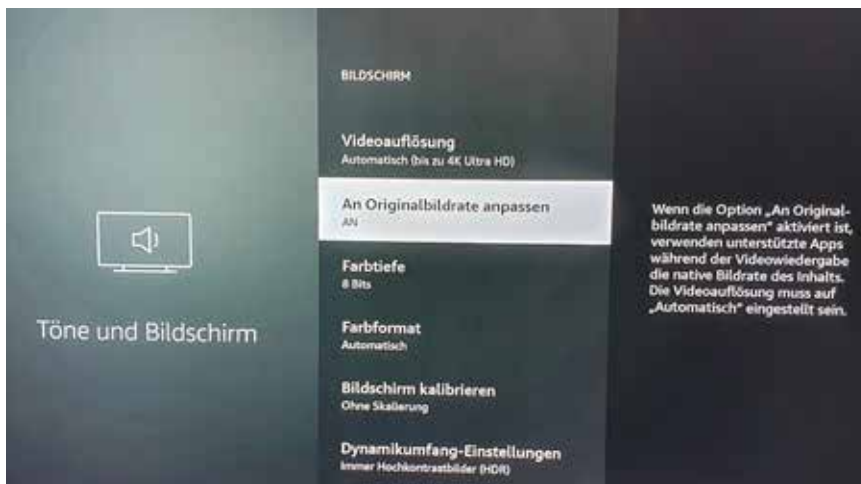 Töne und Bildschirm
BILDSCHIRM
Videoauflösung
Automatisch (bis zu 4K Ultra HD)
An Originalbildrate anpassen
AN
Farbtiefe
8 Bits
Farbformat
Automatisch
Bildschirm kalibrieren
Ohne Skalierung
Dynamikumfang-Einstellungen
Immer Hochkontrastbilder (HDR)
Wenn die Option „An Original-
bildrate anpassen“ aktiviert ist,
verwenden unterstützte Apps
während der Videowiedergabe
die native Bildrate des Inhalts.
Die Videoauflösung muss auf
„Automatisch“ eingestellt sein.